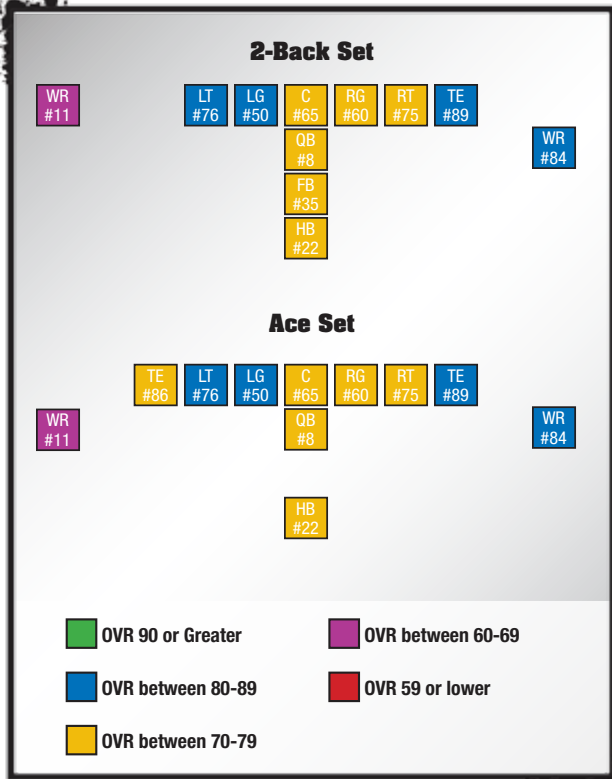 2-Back Set
WR LT LG C RG RT TE
#11 #76 #50 #65 #60 #75 #89
QB WR
#8 #84
FB
#35
HB
#22
Ace Set
TE LT LG C RG RT TE
#86 #76 #50 #65 #60 #75 #89
WR QB WR
#11 #8 #84
HB
#22
OVR 90 or Greater
OVR between 60-69
OVR between 80-89
OVR 59 or lower
OVR between 70-79